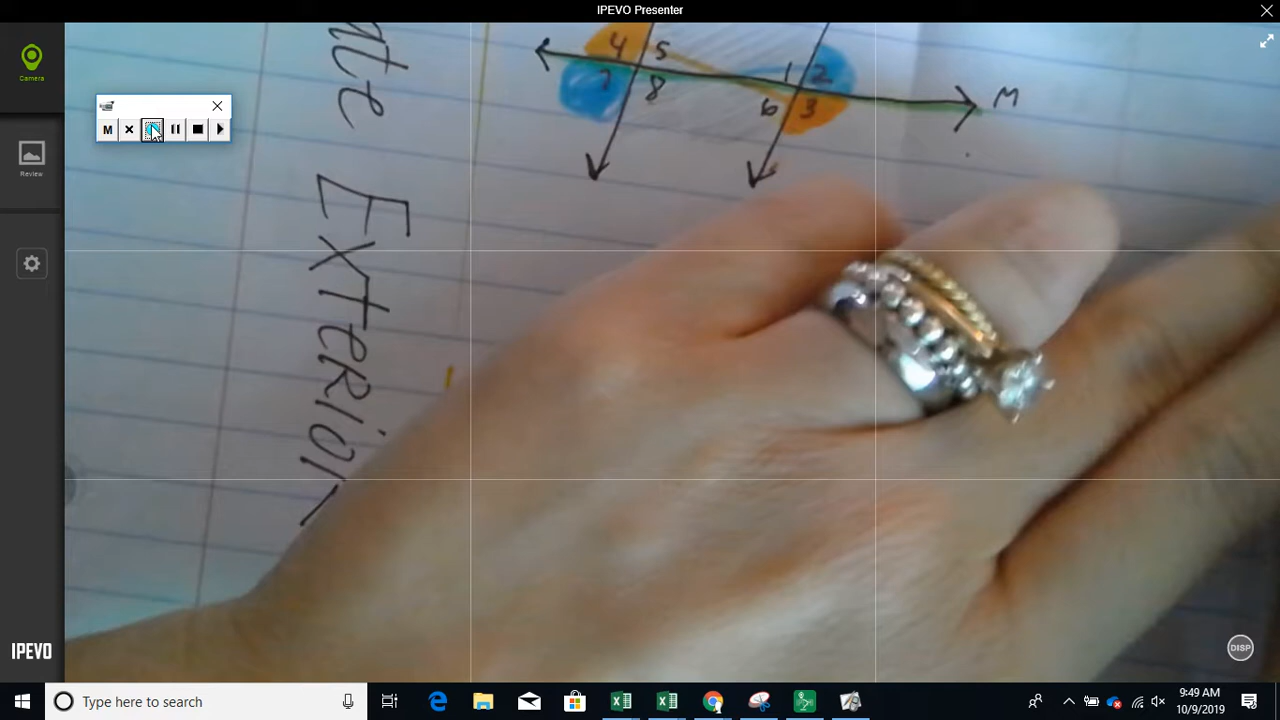 IPEVO Presenter
Camera
Review
IPEVO
M
4 5
7 8
1 2
6 3
M
Exterior
DISP
Type here to search
9:49 AM
10/9/2019